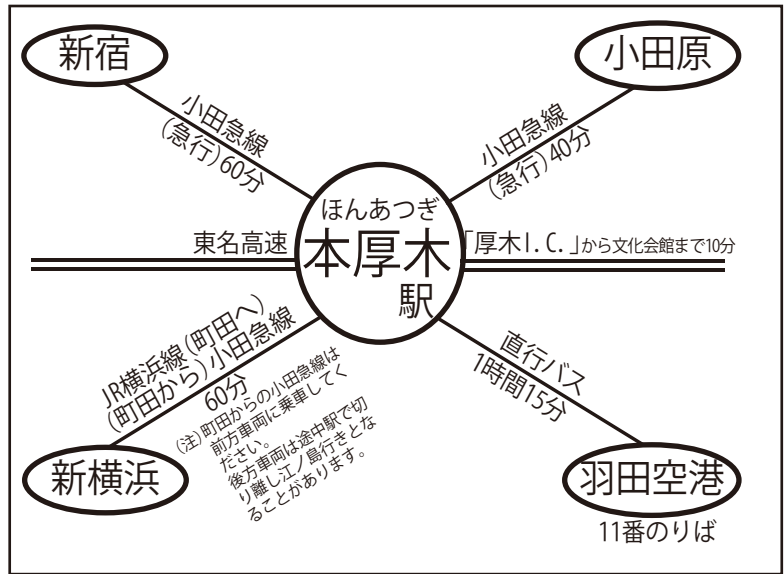 新宿
小田原
小田急線
(急行)60分
小田急線
(急行)40分
ほんあつぎ
本厚木
駅
東名高速
「厚木I.C.」から文化会館まで10分
JR横浜線(町田へ)
(町田から)小田急線
60分
(注)町田からの小田急線は
前方車両に乗車してく
ださい。
後方車両は途中駅で切
り離し江ノ島行きとな
ることがあります。
直行バス
1時間15分
新横浜
羽田空港
11番のりば